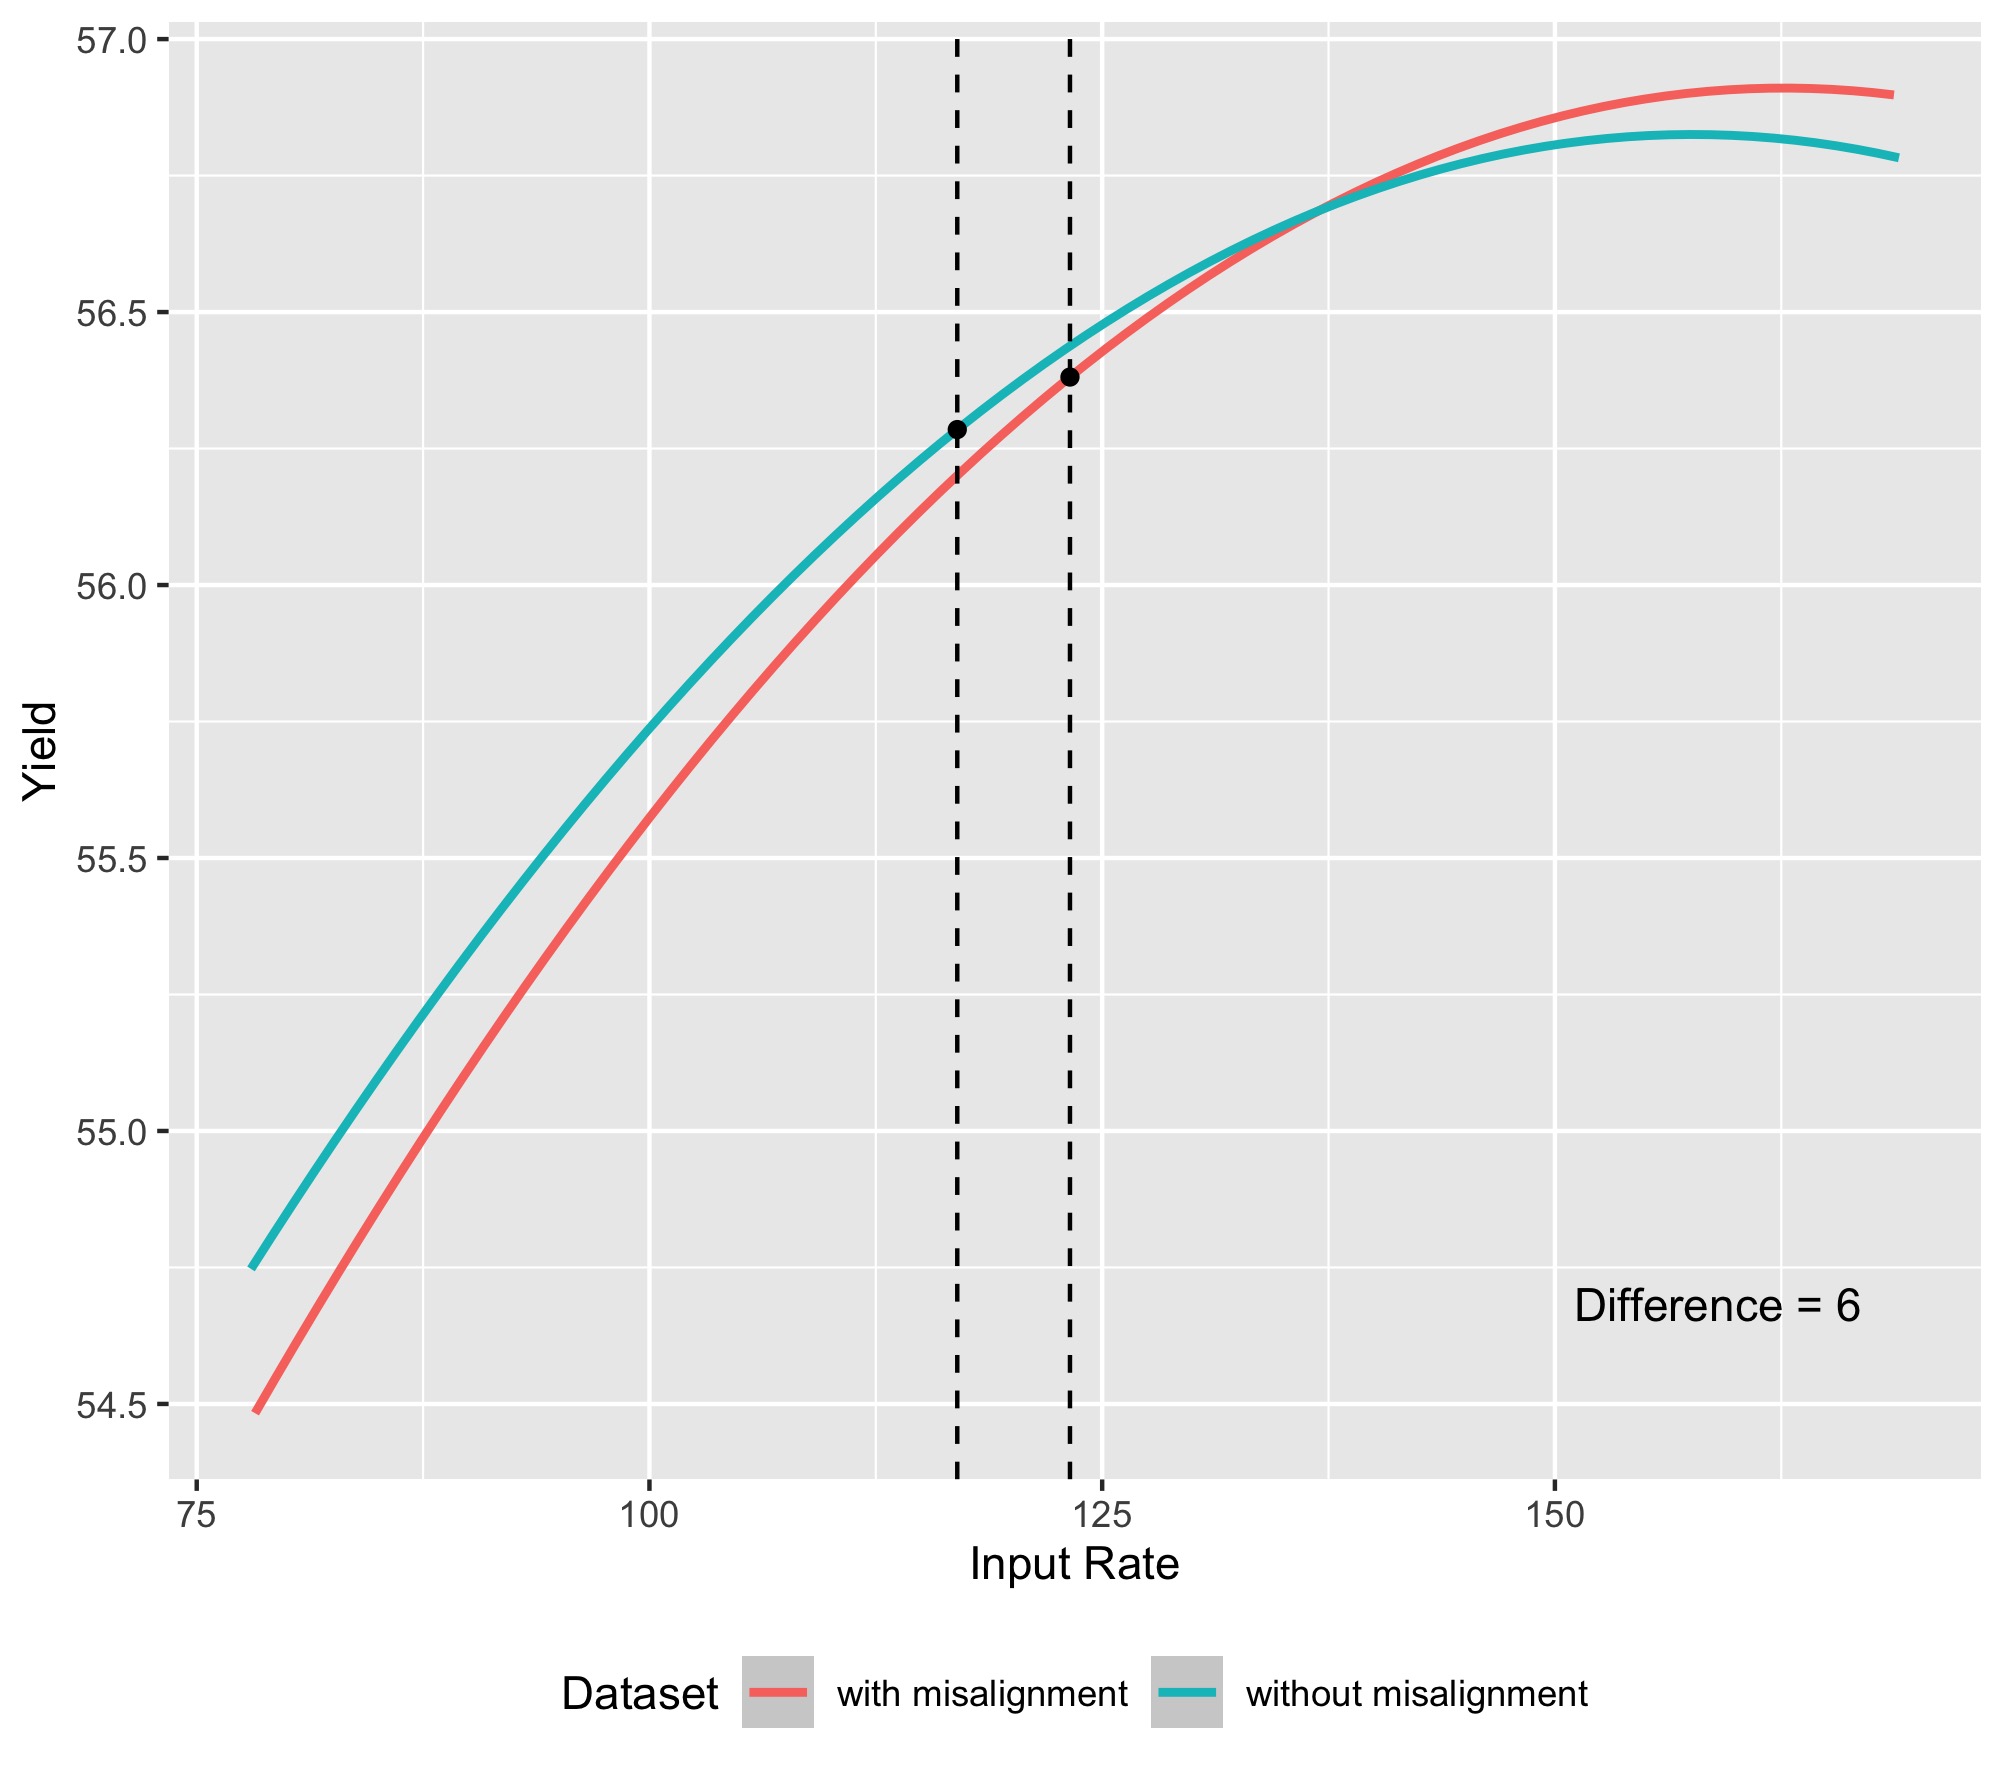 57.0
56.5
56.0
55.5
55.0
54.5
Yield
Difference = 6
75 100 125 150
Input Rate
Dataset with misalignment without misalignment